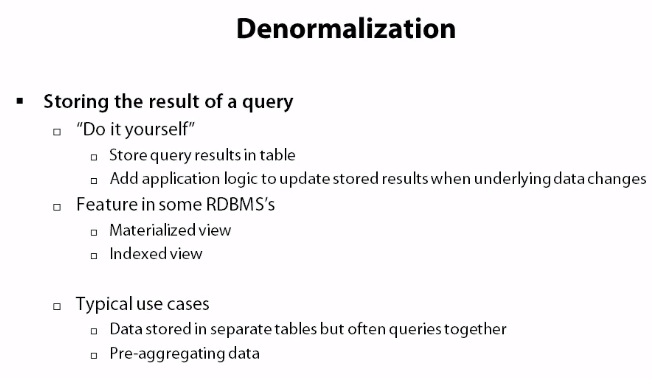 Denormalization
Storing the result of a query
“Do it yourself”
Store query results in table
Add application logic to update stored results when underlying data changes
Feature in some RDBMS’s
Materialized view
Indexed view
Typical use cases
Data stored in separate tables but often queries together
Pre-aggregating data